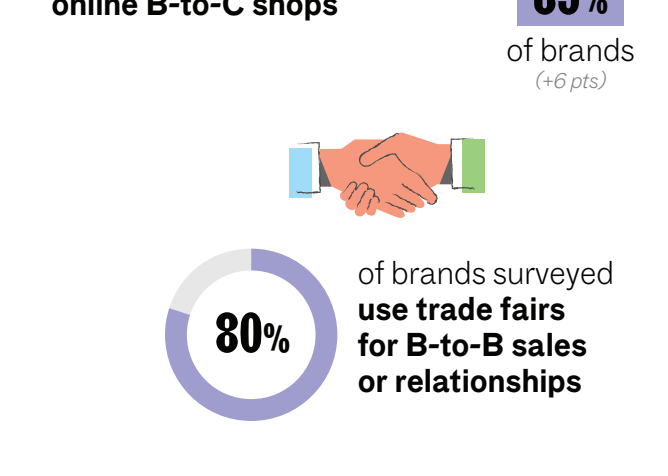 online B-to-C shops
%
of brands
(+6 pts)
80%
of brands surveyed
use trade fairs
for B-to-B sales
or relationships